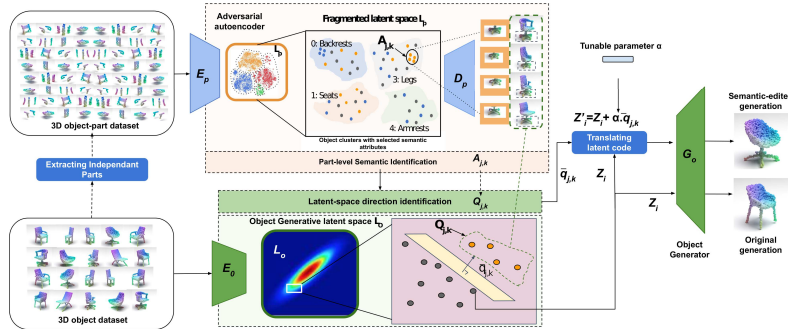 Adversarial
autoencoder
Fragmented latent space Lp
Lp
0: Backrests
Aj,k
3: Legs
1: Seats
4: Armrests
Ep
Dp
Object clusters with selected semantic
attributes
3D object-part dataset
Extracting Independant
Parts
Part-level Semantic Identification
Aj,k
Latent-space direction identification
Qj,k
Object Generative latent space Lo
Lo
E0
Qj,k
q̅j,k
3D object dataset
Tunable parameter α
Z'i=Zi+ α.q̅j,k
Translating
latent code
q̅j,k
Zi
Zi
Go
Object
Generator
Semantic-edited
generation
Original
generation